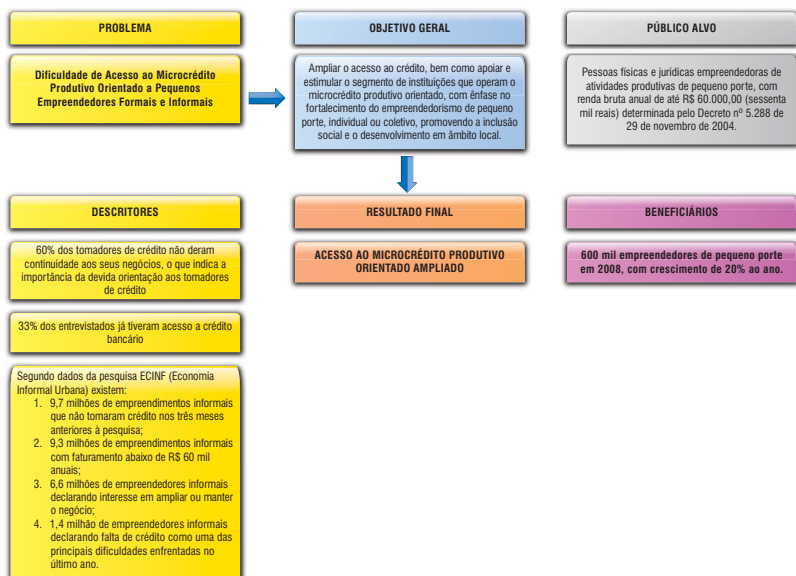 PROBLEMA
Dificuldade de Acesso ao Microcrédito
Produtivo Orientado a Pequenos
Empreendedores Formais e Informais
OBJETIVO GERAL
Ampliar o acesso ao crédito, bem como apoiar e
estimular o segmento de instituições que operam o
microcrédito produtivo orientado, com ênfase no
fortalecimento do empreendedorismo de pequeno
porte, individual ou coletivo, promovendo a inclusão
social e o desenvolvimento em âmbito local.
PÚBLICO ALVO
Pessoas físicas e jurídicas empreendedoras de
atividades produtivas de pequeno porte, com
renda bruta anual de até R$ 60.000,00 (sessenta
mil reais) determinada pelo Decreto nº 5.288 de
29 de novembro de 2004.
DESCRITORES
60% dos tomadores de crédito não deram
continuidade aos seus negócios, o que indica a
importância da devida orientação aos tomadores
de crédito
33% dos entrevistados já tiveram acesso a crédito
bancário
Segundo dados da pesquisa ECINF (Economia
Informal Urbana) existem:
1. 9,7 milhões de empreendimentos informais
que não tomaram crédito nos três meses
anteriores à pesquisa;
2. 9,3 milhões de empreendimentos informais
com faturamento abaixo de R$ 60 mil
anuais;
3. 6,6 milhões de empreendedores informais
declarando interesse em ampliar ou manter
o negócio;
4. 1,4 milhão de empreendedores informais
declarando falta de crédito como uma das
principais dificuldades enfrentadas no
último ano.
RESULTADO FINAL
ACESSO AO MICROCRÉDITO PRODUTIVO
ORIENTADO AMPLIADO
BENEFICIÁRIOS
600 mil empreendedores de pequeno porte
em 2008, com crescimento de 20% ao ano.